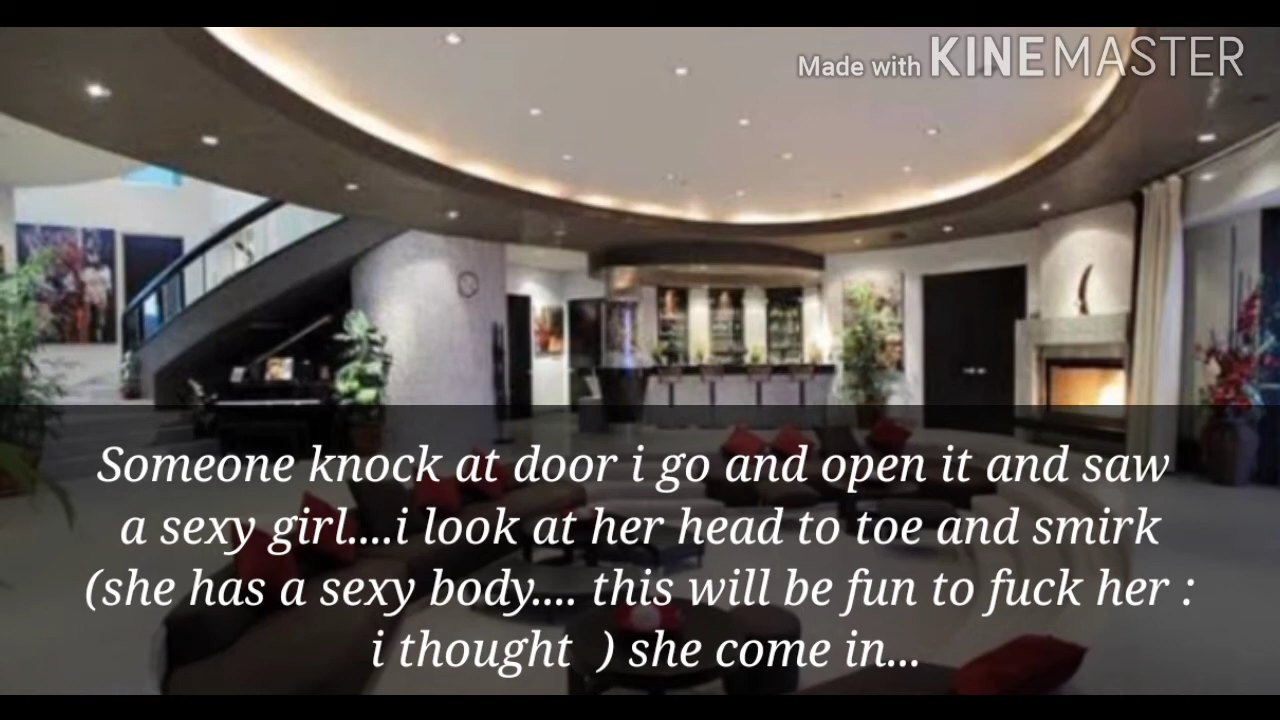 Made with KINEMASTER
Someone knock at door i go and open it and saw
a sexy girl....i look at her head to toe and smirk
(she has a sexy body.... this will be fun to fuck her :
i thought  ) she come in...